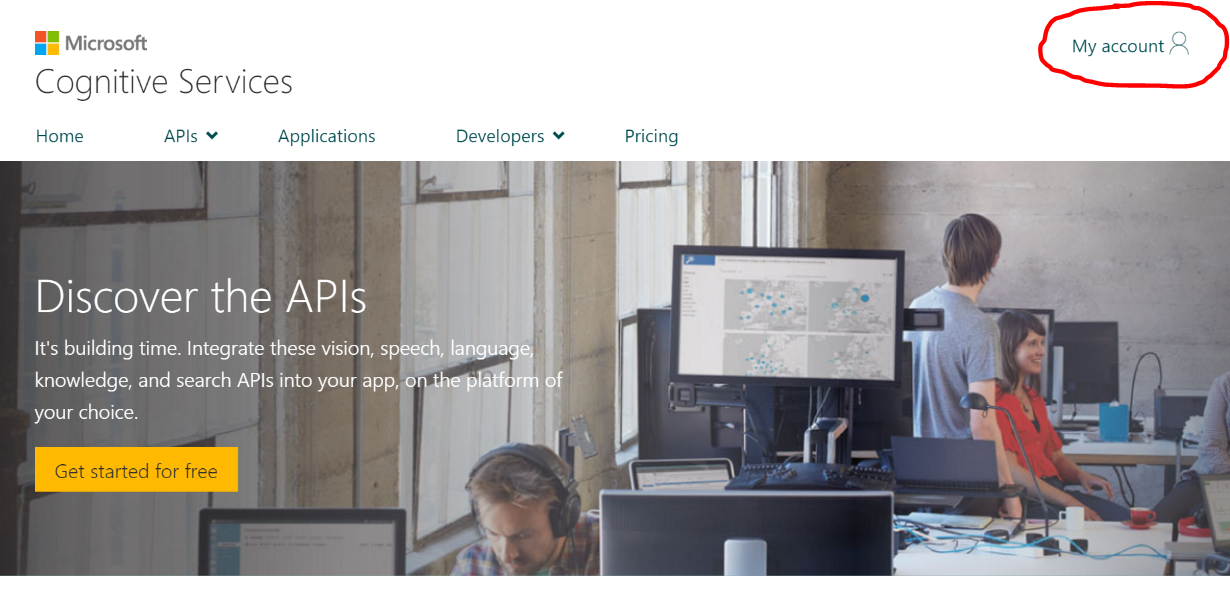 Microsoft
My account
Cognitive Services
Home APIs Applications Developers Pricing
Discover the APIs
It's building time. Integrate these vision, speech, language,
knowledge, and search APIs into your app, on the platform of
your choice.
Get started for free